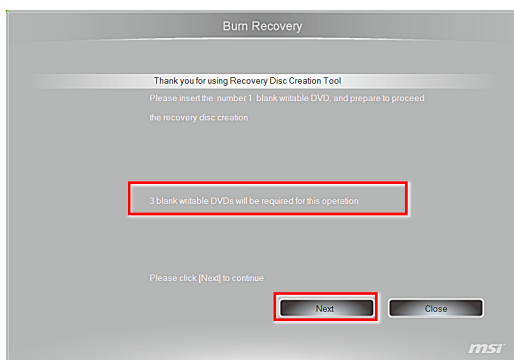 Burn Recovery
Thank you for using Recovery Disc Creation Tool
Please insert the number 1 blank writable DVD, and prepare to proceed
the recovery disc creation
3 blank writable DVDs will be required for this operation
Please click [Next] to continue
Next
Close
msi